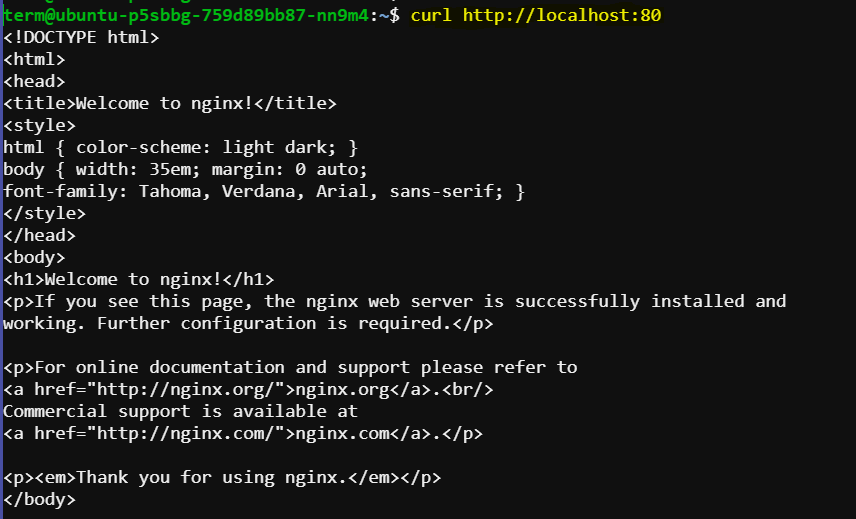 term@ubuntu-p5sbbg-759d89bb87-nn9m4:~$ curl http://localhost:80
<!DOCTYPE html>
<html>
<head>
<title>Welcome to nginx!</title>
<style>
html { color-scheme: light dark; }
body { width: 35em; margin: 0 auto;
font-family: Tahoma, Verdana, Arial, sans-serif; }
</style>
</head>
<body>
<h1>Welcome to nginx!</h1>
<p>If you see this page, the nginx web server is successfully installed and
working. Further configuration is required.</p>

<p>For online documentation and support please refer to
<a href="http://nginx.org/">nginx.org</a>.<br/>
Commercial support is available at
<a href="http://nginx.com/">nginx.com</a>.</p>

<p><em>Thank you for using nginx.</em></p>
</body>